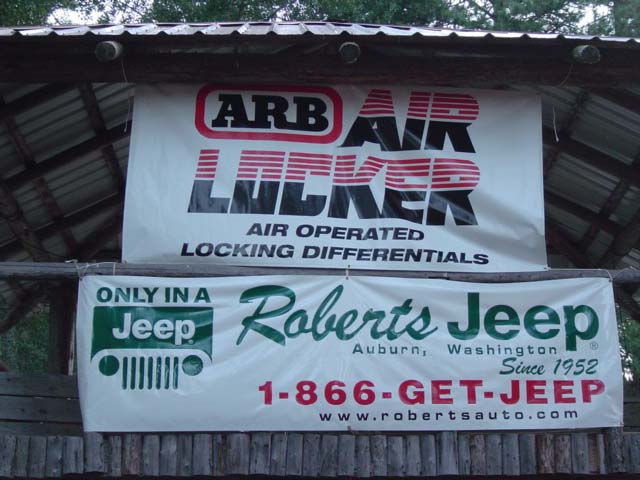 ARB AIR
LOCKER
AIR OPERATED
LOCKING DIFFERENTIALS
ONLY IN A
Jeep
Roberts Jeep®
Auburn, Washington
Since 1952
1-866-GET-JEEP
www.robertsauto.com